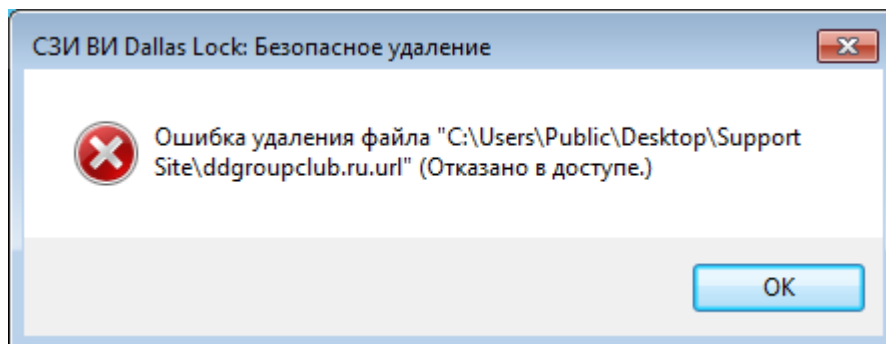 СЗИ ВИ Dallas Lock: Безопасное удаление
Ошибка удаления файла "C:\Users\Public\Desktop\Support
Site\ddgroupclub.ru.url" (Отказано в доступе.)
ОК